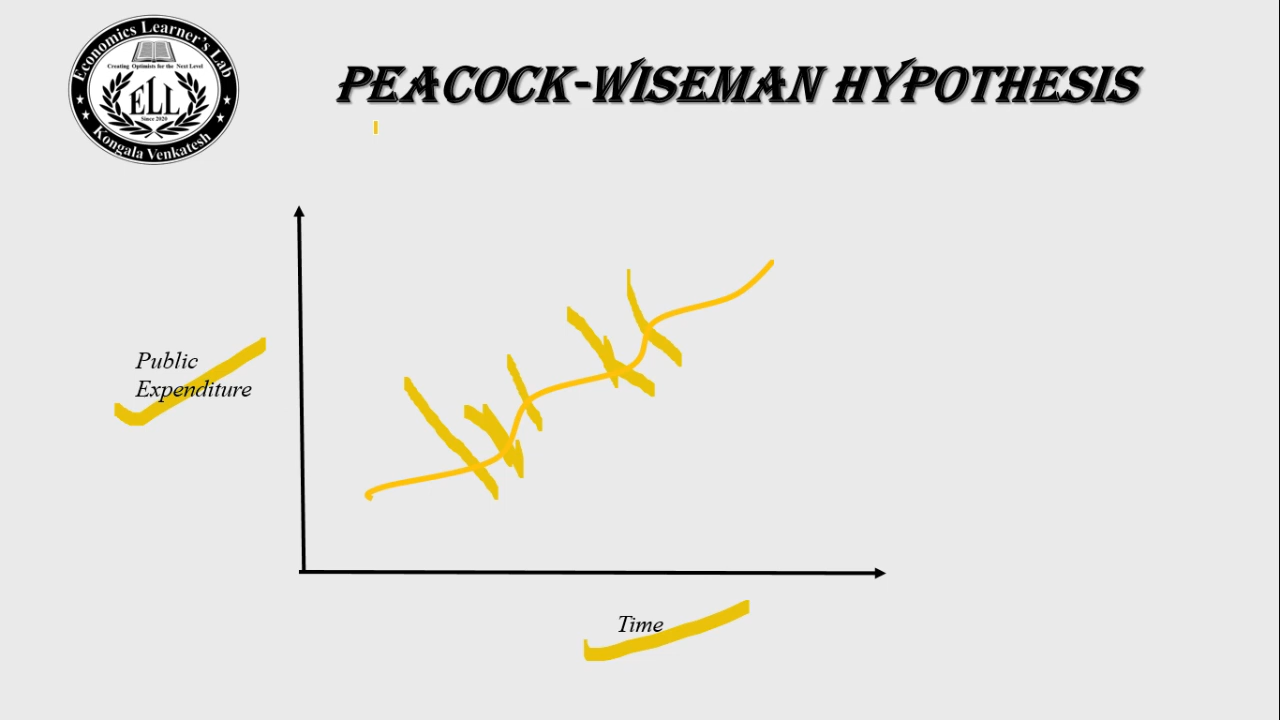 Economics Learner's Lab
Creating Optimists for the Next Level
ELL
Since 2020
Kongala Venkatesh
PEACOCK-WISEMAN HYPOTHESIS
Public
Expenditure
Time